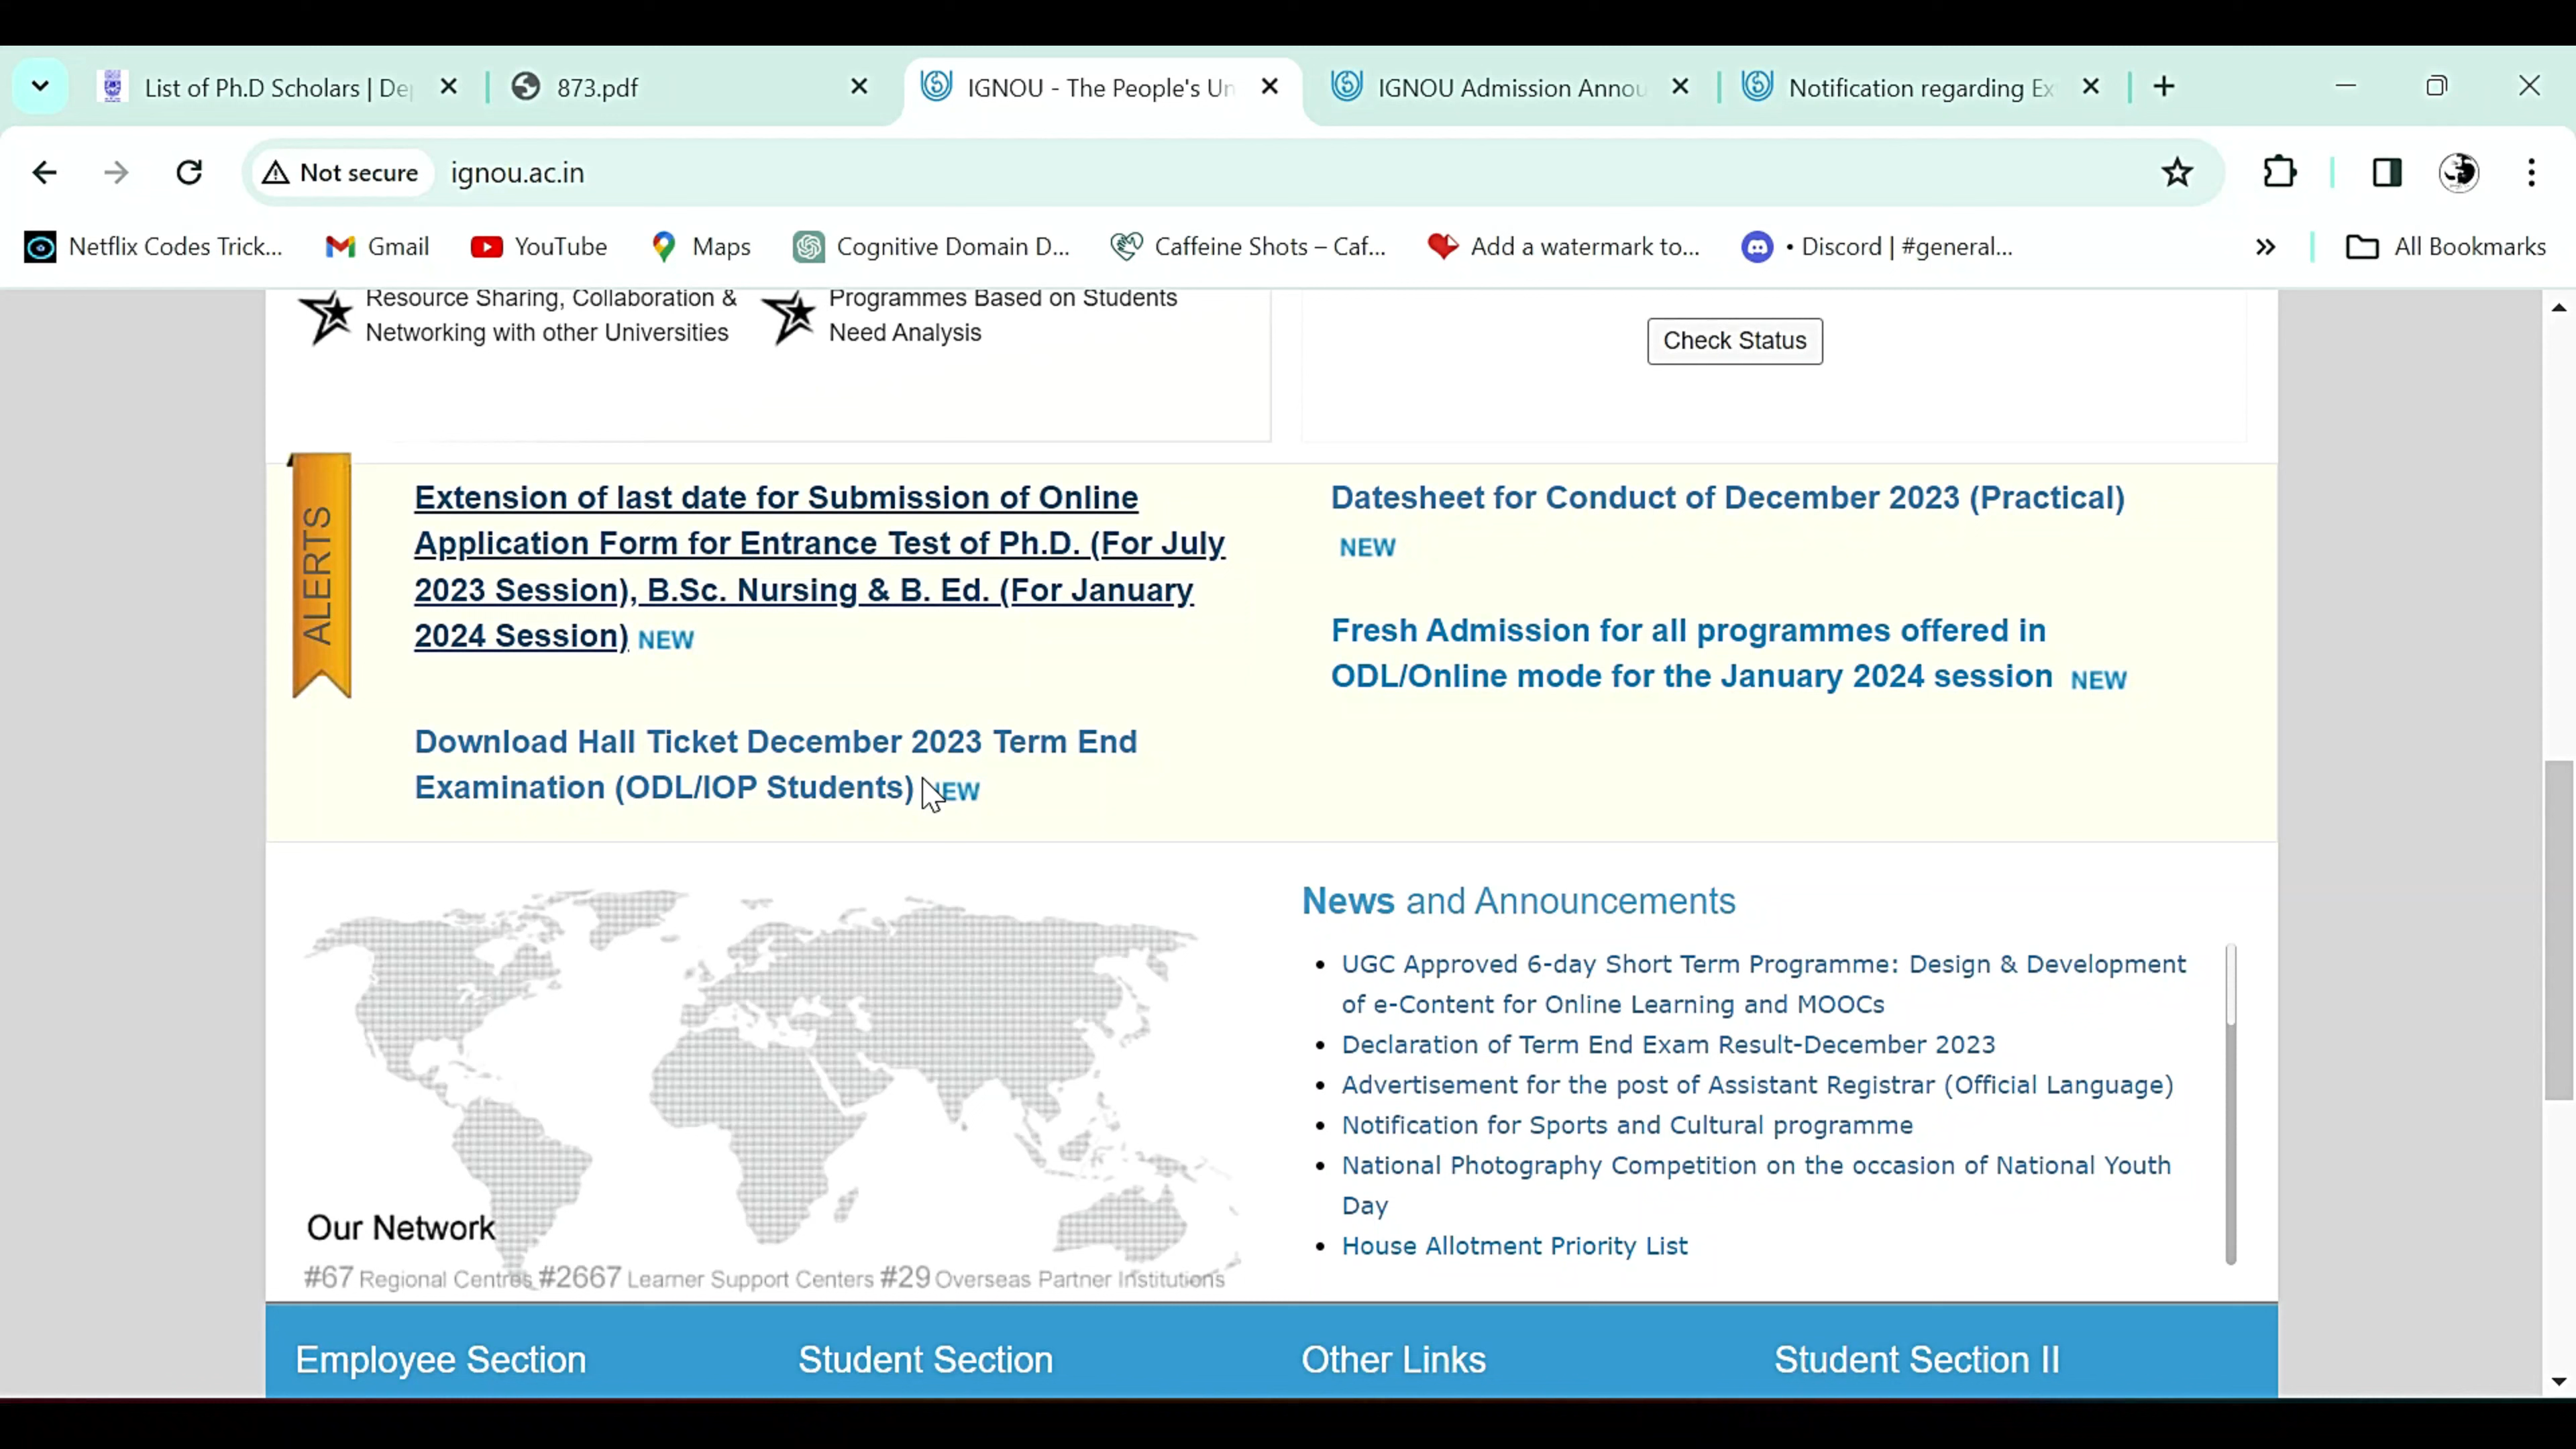 List of Ph.D Scholars | De
873.pdf
IGNOU - The People's Un
IGNOU Admission Annou
Notification regarding Ex
Not secure
ignou.ac.in
Netflix Codes Trick...
Gmail
YouTube
Maps
Cognitive Domain D...
Caffeine Shots – Caf...
Add a watermark to...
• Discord | #general...
All Bookmarks
Resource Sharing, Collaboration &
Networking with other Universities
Programmes Based on Students
Need Analysis
Check Status
ALERTS
Extension of last date for Submission of Online
Application Form for Entrance Test of Ph.D. (For July
2023 Session), B.Sc. Nursing & B. Ed. (For January
2024 Session) NEW
Download Hall Ticket December 2023 Term End
Examination (ODL/IOP Students) NEW
Datesheet for Conduct of December 2023 (Practical)
NEW
Fresh Admission for all programmes offered in
ODL/Online mode for the January 2024 session NEW
Our Network
#67 Regional Centres #2667 Learner Support Centers #29 Overseas Partner Institutions
News and Announcements
• UGC Approved 6-day Short Term Programme: Design & Development
of e-Content for Online Learning and MOOCs
• Declaration of Term End Exam Result-December 2023
• Advertisement for the post of Assistant Registrar (Official Language)
• Notification for Sports and Cultural programme
• National Photography Competition on the occasion of National Youth
Day
• House Allotment Priority List
Employee Section
Student Section
Other Links
Student Section II